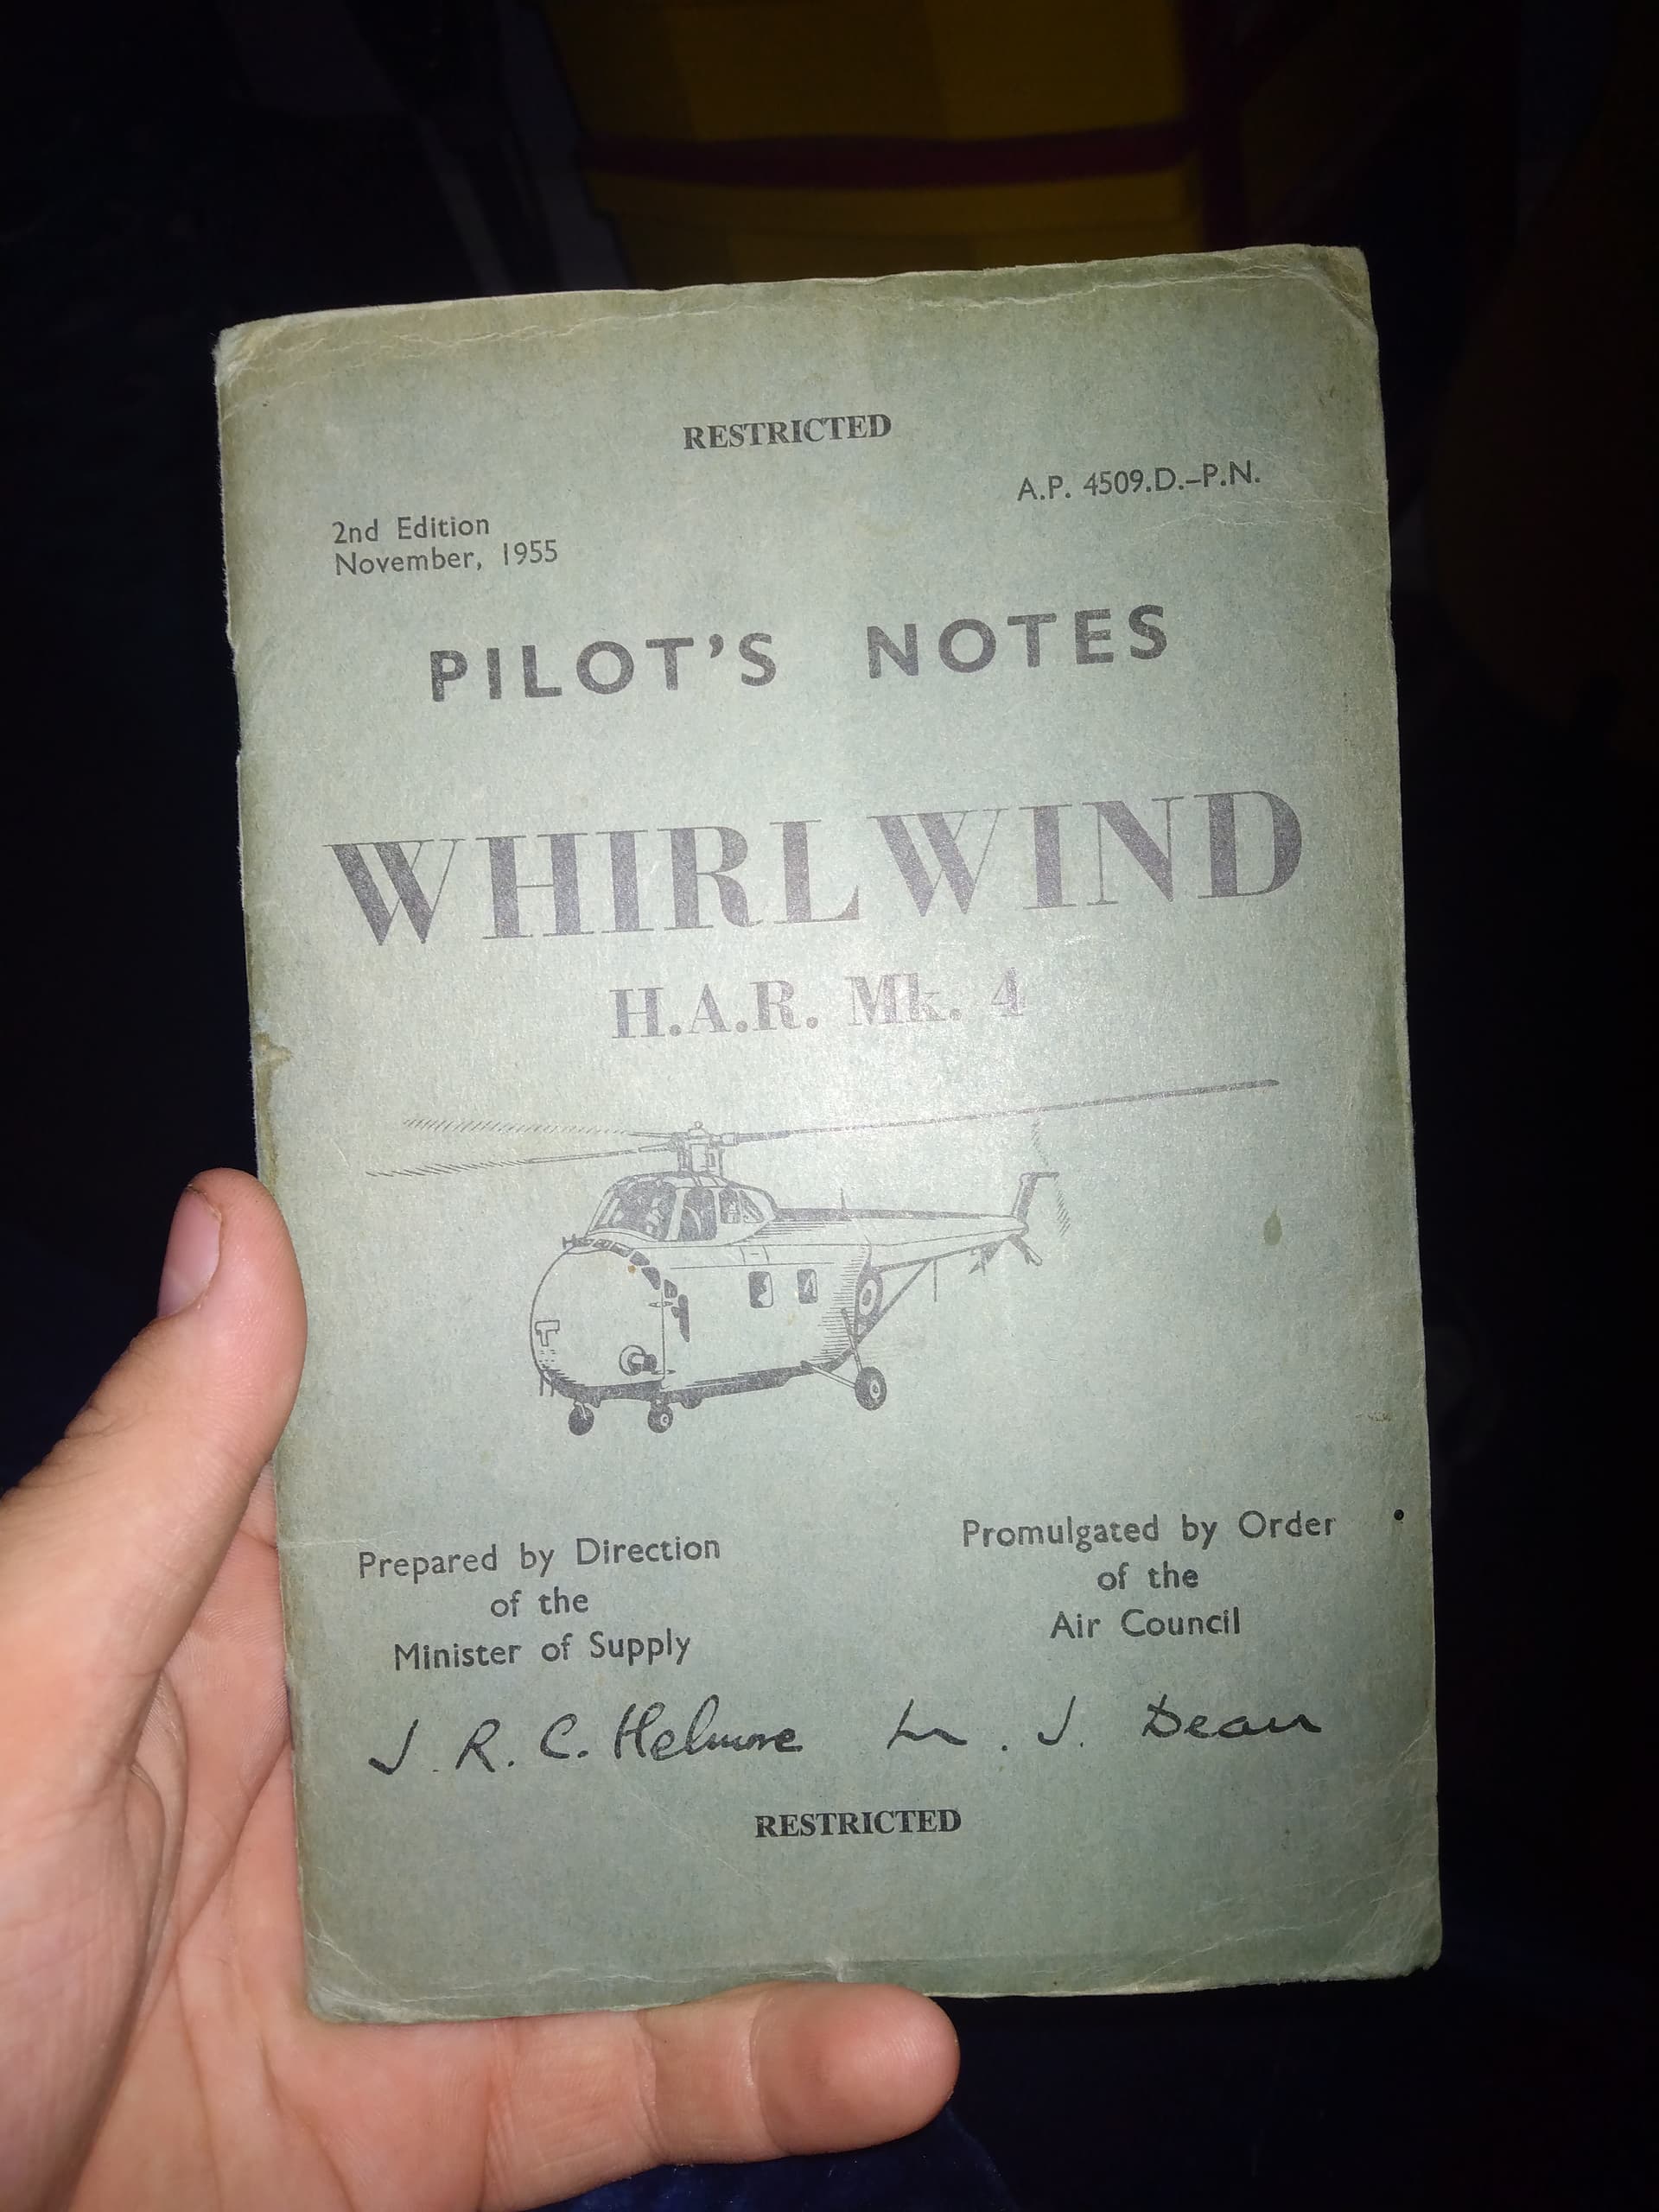 RESTRICTED
A.P. 4509.D.–P.N.
2nd Edition
November, 1955
PILOT'S NOTES
WHIRLWIND
H.A.R. Mk. 4
Prepared by Direction
of the
Minister of Supply
Promulgated by Order
of the
Air Council
J. R. C. Helmore
J. Dean
RESTRICTED